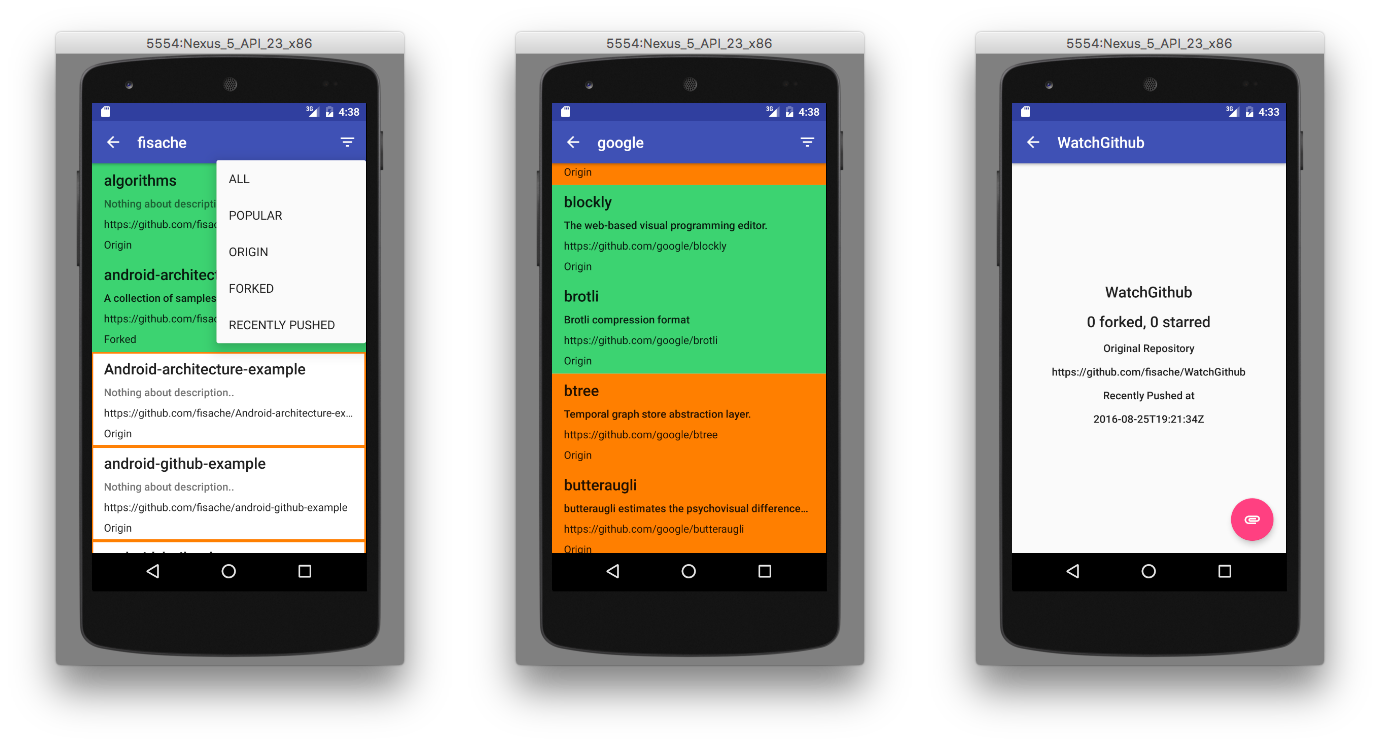 5554:Nexus_5_API_23_x86
3G 4:38
fisache
algorithms
Nothing about descripti
https://github.com/fisac
Origin
android-architect
A collection of samples
https://github.com/fisac
Forked
ALL
POPULAR
ORIGIN
FORKED
RECENTLY PUSHED
Android-architecture-example
Nothing about description..
https://github.com/fisache/Android-architecture-ex...
Origin
android-github-example
Nothing about description..
https://github.com/fisache/android-github-example
Origin
5554:Nexus_5_API_23_x86
3G 4:38
google
Origin
blockly
The web-based visual programming editor.
https://github.com/google/blockly
Origin
brotli
Brotli compression format
https://github.com/google/brotli
Origin
btree
Temporal graph store abstraction layer.
https://github.com/google/btree
Origin
butteraugli
butteraugli estimates the psychovisual difference...
https://github.com/google/butteraugli
Origin
5554:Nexus_5_API_23_x86
3G 4:33
WatchGithub
WatchGithub
0 forked, 0 starred
Original Repository
https://github.com/fisache/WatchGithub
Recently Pushed at
2016-08-25T19:21:34Z